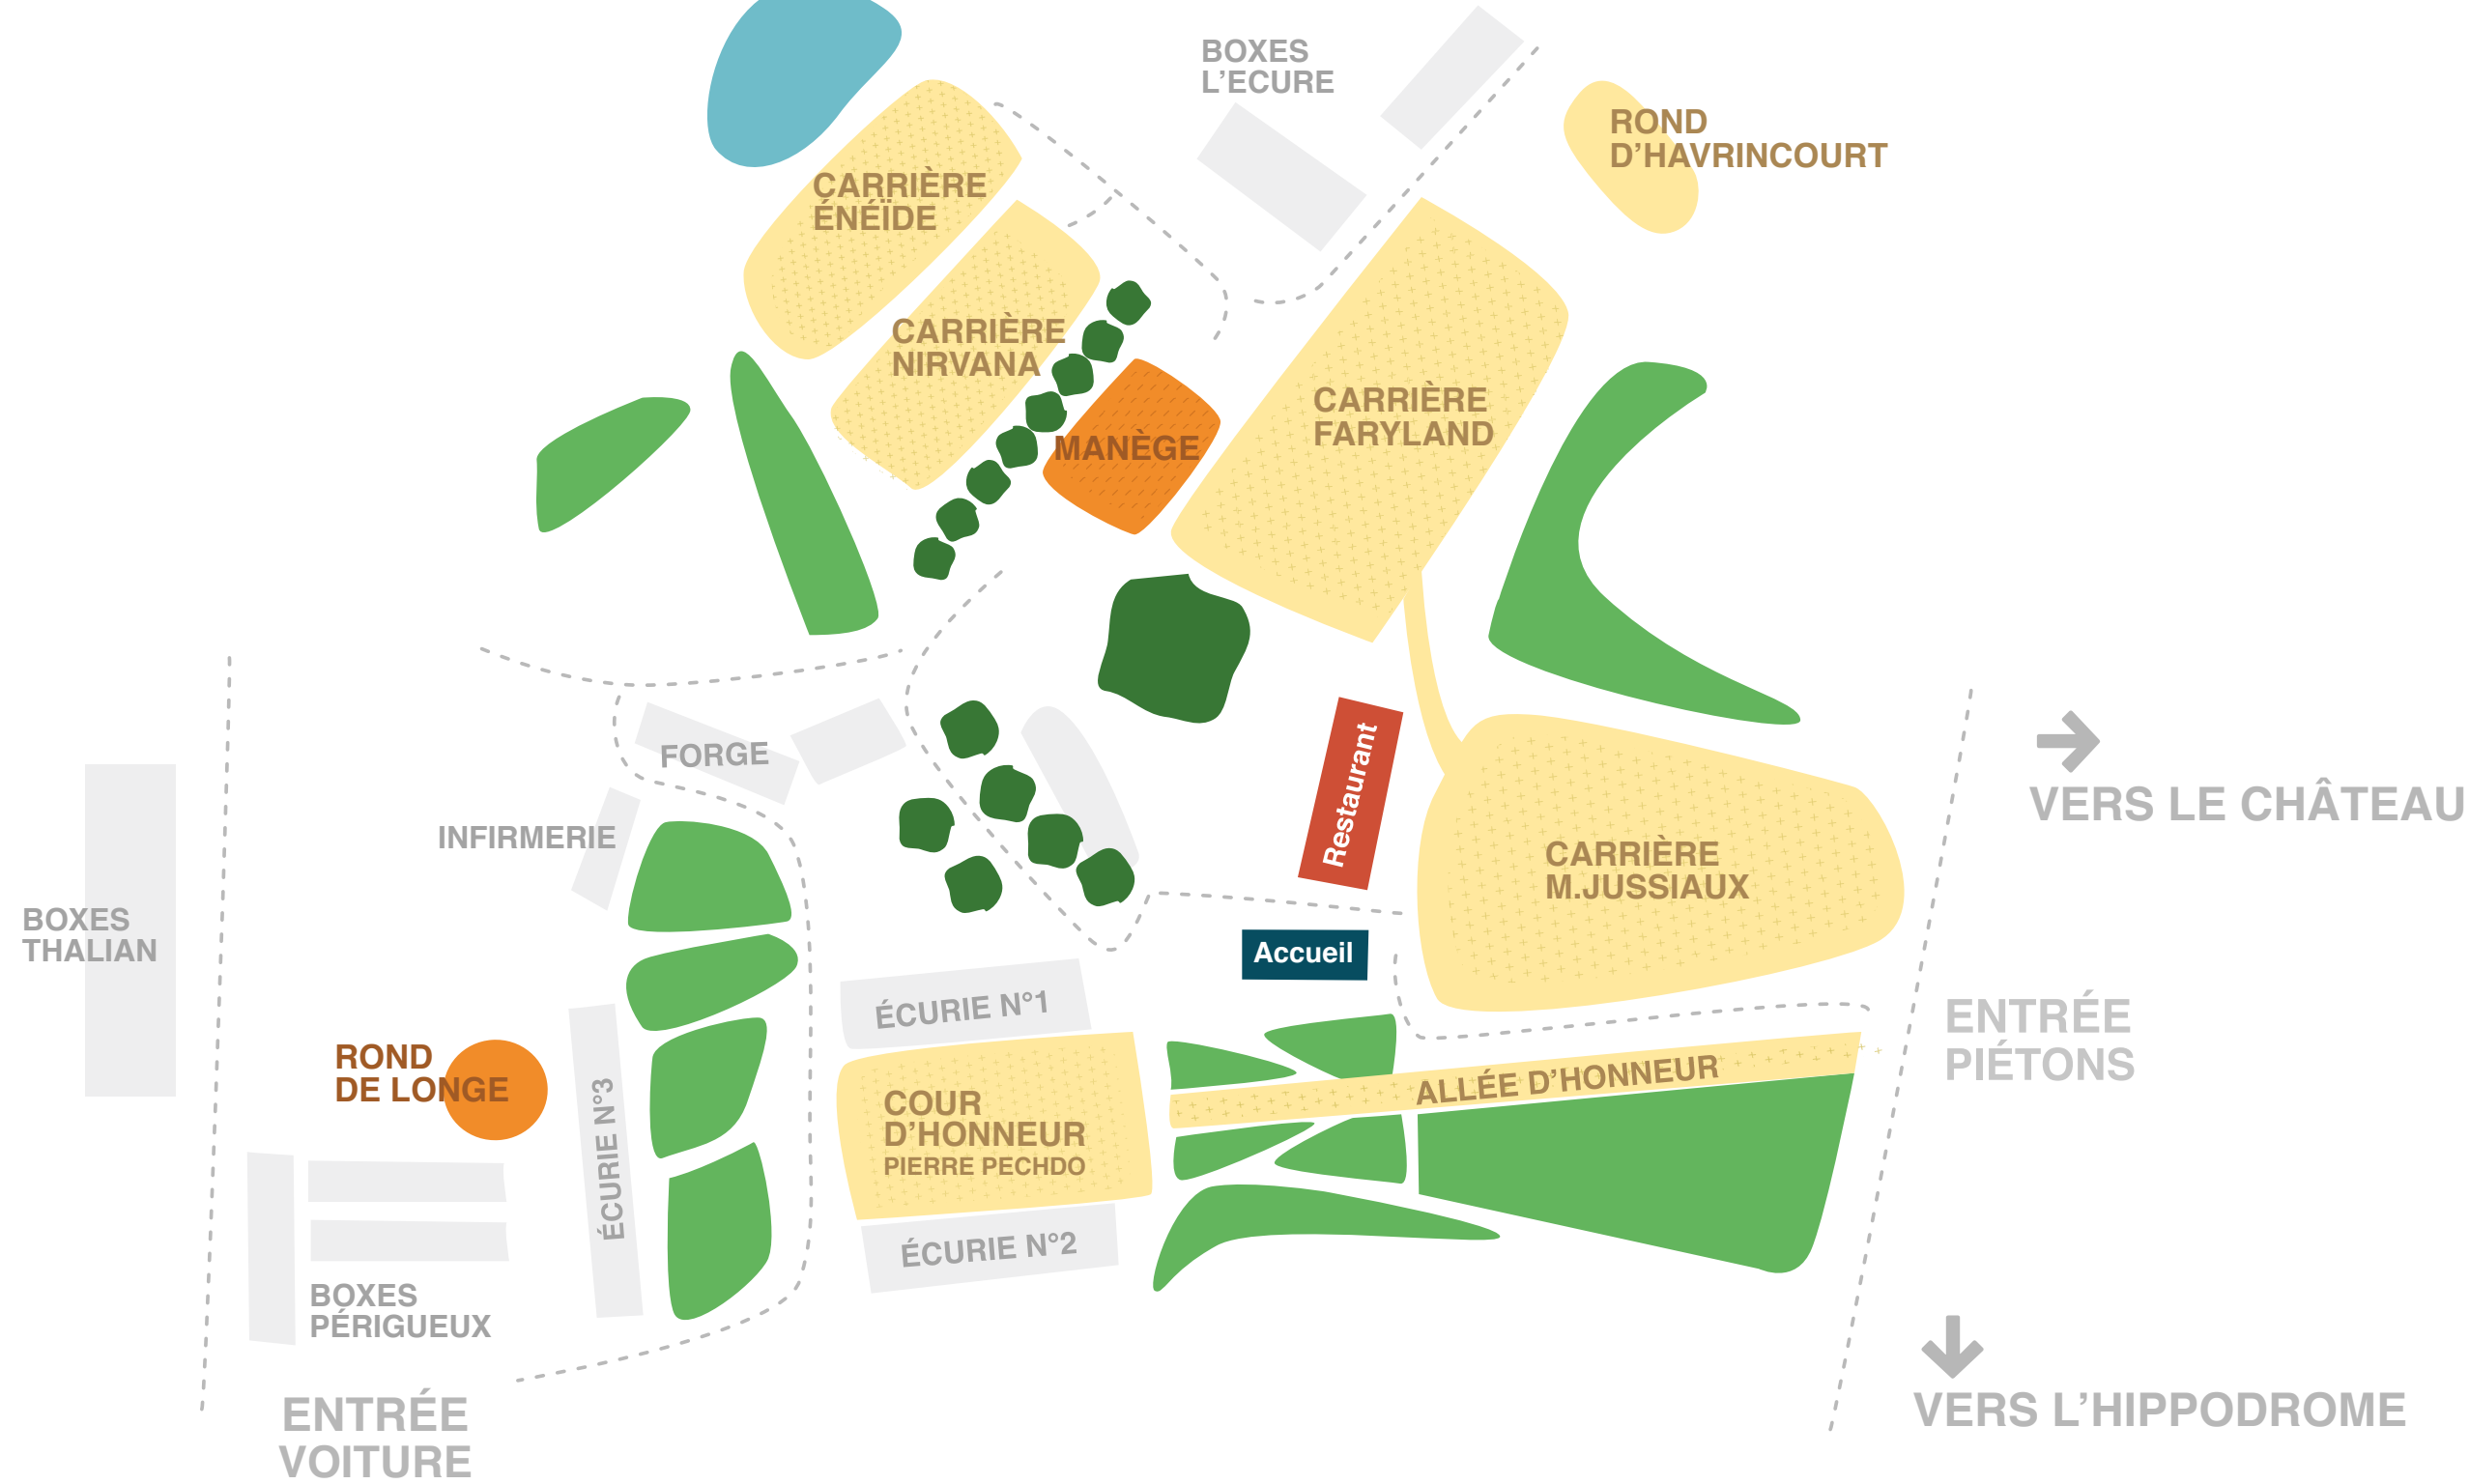 BOXES
L’ECURE
ROND
D’HAVRINCOURT
CARRIÈRE
ÉNÉÏDE
CARRIÈRE
NIRVANA
MANÈGE
CARRIÈRE
FARYLAND
FORGE
INFIRMERIE
Restaurant
VERS LE CHÂTEAU
CARRIÈRE
M.JUSSIAUX
BOXES
THALIAN
Accueil
ÉCURIE N°1
ENTRÉE
PIÉTONS
ROND
DE LONGE
ÉCURIE N°3
COUR
D’HONNEUR
PIERRE PECHDO
ALLÉE D’HONNEUR
ÉCURIE N°2
BOXES
PÉRIGUEUX
ENTRÉE
VOITURE
VERS L’HIPPODROME